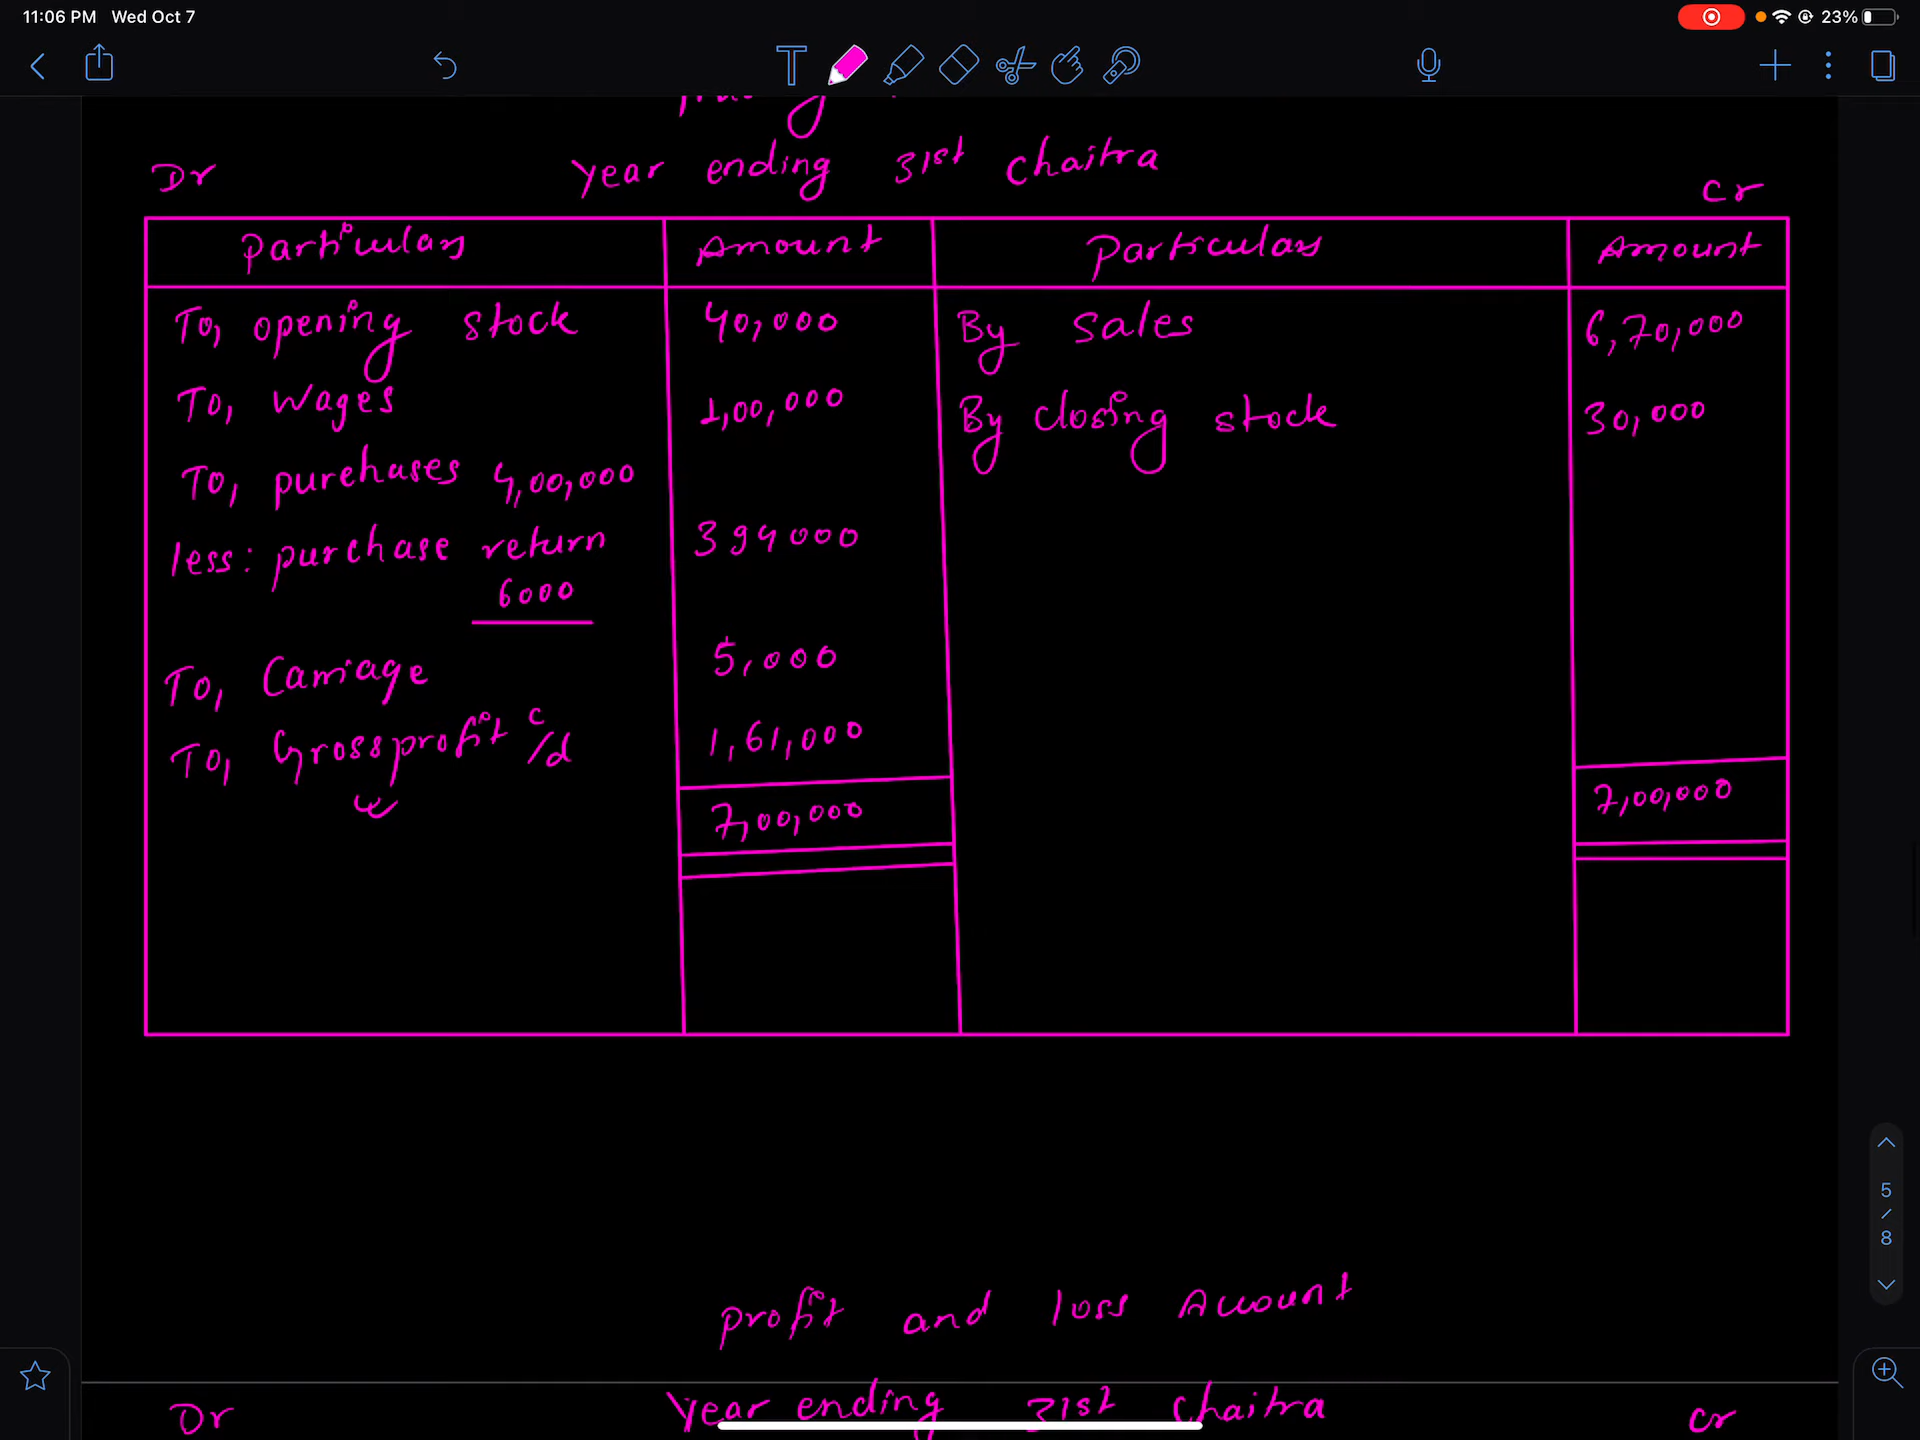 11:06 PM Wed Oct 7
23%
Dr year ending 31st Chaitra Cr
Particulars Amount Particulars Amount
To, opening stock 40,000 By Sales 6,70,000
To, Wages 1,00,000 By closing stock 30,000
To, purchases 4,00,000
less: purchase return 394000
6000
To, Carriage 5,000
To, Gross profit c/d 1,61,000
7,00,000 7,00,000
5
/
8
profit and loss Account
Dr Year ending 31st Chaitra Cr